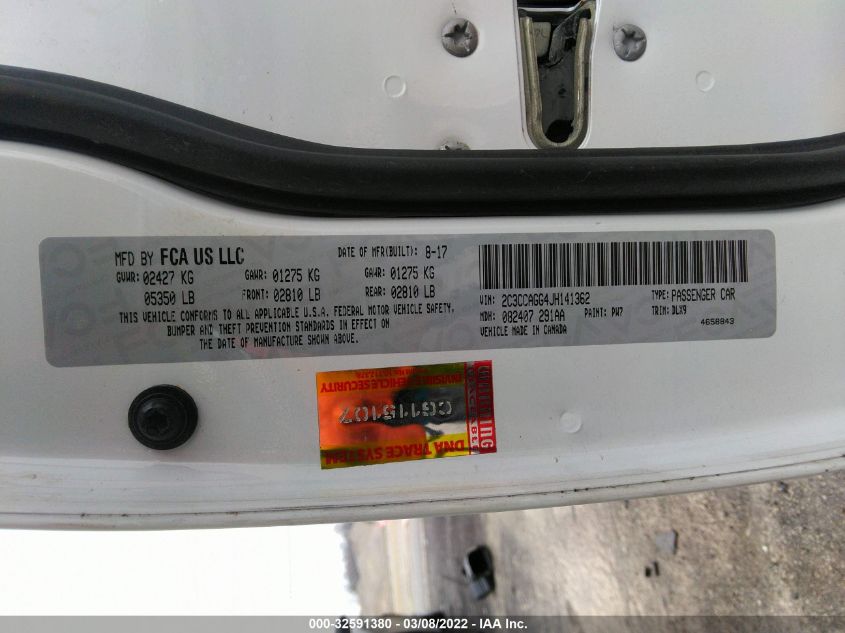 MFD BY FCA US LLC
DATE OF MFR(BUILT): 8-17
GVWR: 02427 KG
GAWR: 01275 KG
GAWR: 01275 KG
05350 LB
FRONT: 02810 LB
REAR: 02810 LB
THIS VEHICLE CONFORMS TO ALL APPLICABLE U.S.A. FEDERAL MOTOR VEHICLE SAFETY,
BUMPER AND THEFT PREVENTION STANDARDS IN EFFECT ON
THE DATE OF MANUFACTURE SHOWN ABOVE.
VIN: 2C3CCAGG4JH141362
TYPE: PASSENGER CAR
MDH: 082407 291AA
PAINT: PW7
TRIM: DLX9
VEHICLE MADE IN CANADA
4658843
VEHICLE SECURITY
CG115107
DNA TRACE SYSTEM
WARNING
000-32591380 - 03/08/2022 - IAA Inc.